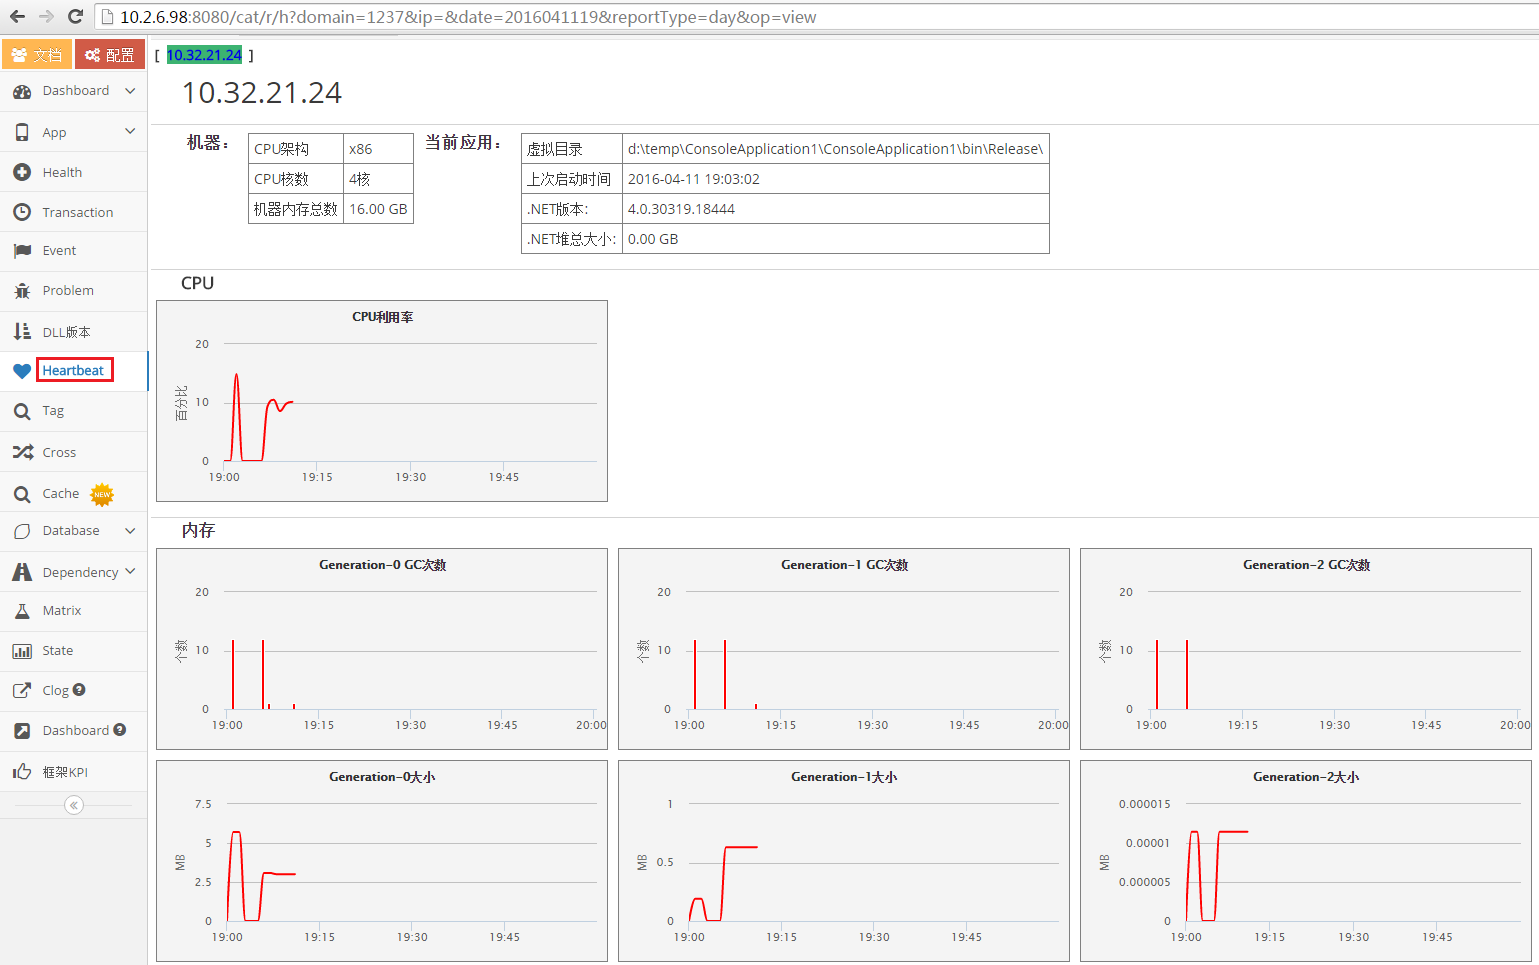 10.2.6.98:8080/cat/r/h?domain=1237&ip=&date=2016041119&reportType=day&op=view
文档
配置
Dashboard
App
Health
Transaction
Event
Problem
DLL版本
Heartbeat
Tag
Cross
Cache NEW
Database
Dependency
Matrix
State
Clog ?
Dashboard ?
框架KPI
[ 10.32.21.24 ]
10.32.21.24
机器：
CPU架构 x86
CPU核数 4核
机器内存总数 16.00 GB
当前应用：
虚拟目录 d:\temp\ConsoleApplication1\ConsoleApplication1\bin\Release\
上次启动时间 2016-04-11 19:03:02
.NET版本: 4.0.30319.18444
.NET堆总大小: 0.00 GB
CPU
CPU利用率
百分比
20
10
0
19:00 19:15 19:30 19:45
内存
Generation-0 GC次数
个数
20
10
0
19:00 19:15 19:30 19:45 20:00
Generation-1 GC次数
个数
20
10
0
19:00 19:15 19:30 19:45 20:00
Generation-2 GC次数
个数
20
10
0
19:00 19:15 19:30 19:45 20:00
Generation-0大小
MB
7.5
5
2.5
0
19:00 19:15 19:30 19:45
Generation-1大小
MB
1
0.5
0
19:00 19:15 19:30 19:45
Generation-2大小
MB
0.000015
0.00001
0.000005
0
19:00 19:15 19:30 19:45